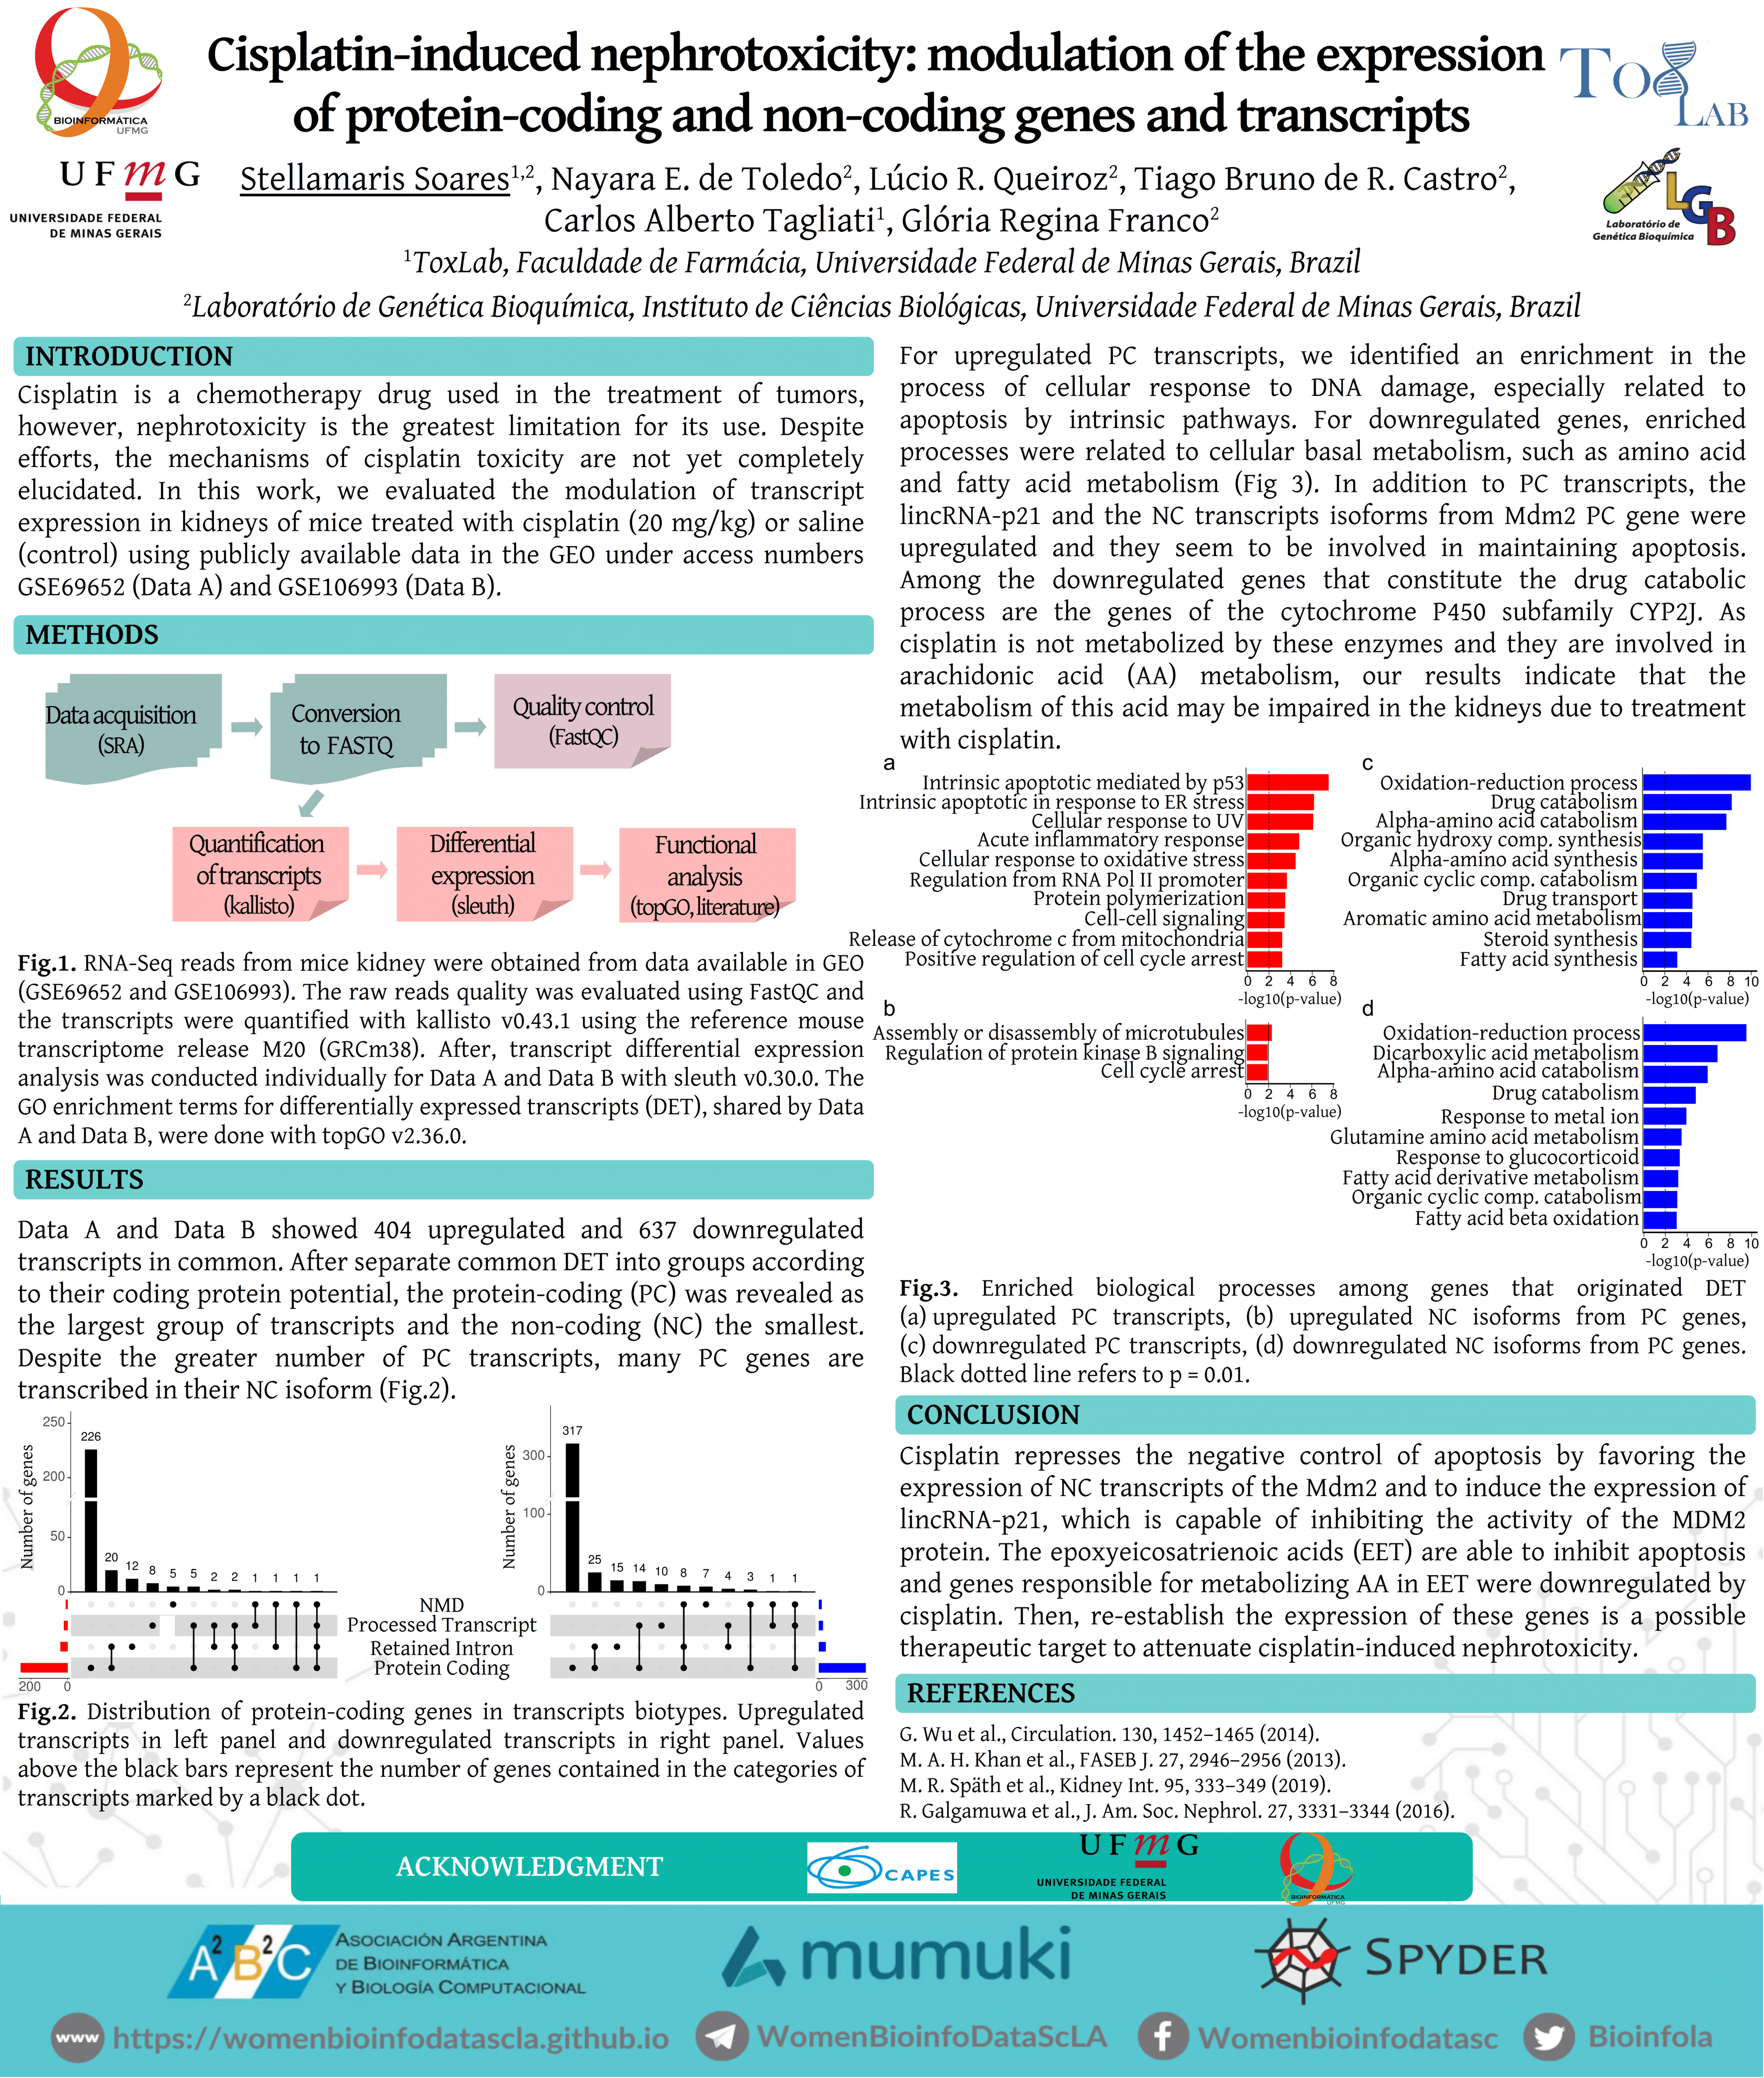 Cisplatin-induced nephrotoxicity: modulation of the expression
of protein-coding and non-coding genes and transcripts
BIOINFORMÁTICA
UFMG
UFmG
UNIVERSIDADE FEDERAL
DE MINAS GERAIS
TOX
LAB
LGB
Laboratório de
Genética Bioquímica
Stellamaris Soares1,2, Nayara E. de Toledo2, Lúcio R. Queiroz2, Tiago Bruno de R. Castro2,
Carlos Alberto Tagliati1, Glória Regina Franco2
1ToxLab, Faculdade de Farmácia, Universidade Federal de Minas Gerais, Brazil
2Laboratório de Genética Bioquímica, Instituto de Ciências Biológicas, Universidade Federal de Minas Gerais, Brazil
INTRODUCTION
Cisplatin is a chemotherapy drug used in the treatment of tumors,
however, nephrotoxicity is the greatest limitation for its use. Despite
efforts, the mechanisms of cisplatin toxicity are not yet completely
elucidated. In this work, we evaluated the modulation of transcript
expression in kidneys of mice treated with cisplatin (20 mg/kg) or saline
(control) using publicly available data in the GEO under access numbers
GSE69652 (Data A) and GSE106993 (Data B).
METHODS
Data acquisition
(SRA)
Conversion
to FASTQ
Quality control
(FastQC)
Quantification
of transcripts
(kallisto)
Differential
expression
(sleuth)
Functional
analysis
(topGO, literature)
Fig.1. RNA-Seq reads from mice kidney were obtained from data available in GEO
(GSE69652 and GSE106993). The raw reads quality was evaluated using FastQC and
the transcripts were quantified with kallisto v0.43.1 using the reference mouse
transcriptome release M20 (GRCm38). After, transcript differential expression
analysis was conducted individually for Data A and Data B with sleuth v0.30.0. The
GO enrichment terms for differentially expressed transcripts (DET), shared by Data
A and Data B, were done with topGO v2.36.0.
RESULTS
Data A and Data B showed 404 upregulated and 637 downregulated
transcripts in common. After separate common DET into groups according
to their coding protein potential, the protein-coding (PC) was revealed as
the largest group of transcripts and the non-coding (NC) the smallest.
Despite the greater number of PC transcripts, many PC genes are
transcribed in their NC isoform (Fig.2).
Number of genes
250
200
50
0
226 20 12 8 5 5 2 2 1 1 1 1
Number of genes
300
100
0
317 25 15 14 10 8 7 4 3 1 1
NMD
Processed Transcript
Retained Intron
Protein Coding
200 0
0 300
Fig.2. Distribution of protein-coding genes in transcripts biotypes. Upregulated
transcripts in left panel and downregulated transcripts in right panel. Values
above the black bars represent the number of genes contained in the categories of
transcripts marked by a black dot.
For upregulated PC transcripts, we identified an enrichment in the
process of cellular response to DNA damage, especially related to
apoptosis by intrinsic pathways. For downregulated genes, enriched
processes were related to cellular basal metabolism, such as amino acid
and fatty acid metabolism (Fig 3). In addition to PC transcripts, the
lincRNA-p21 and the NC transcripts isoforms from Mdm2 PC gene were
upregulated and they seem to be involved in maintaining apoptosis.
Among the downregulated genes that constitute the drug catabolic
process are the genes of the cytochrome P450 subfamily CYP2J. As
cisplatin is not metabolized by these enzymes and they are involved in
arachidonic acid (AA) metabolism, our results indicate that the
metabolism of this acid may be impaired in the kidneys due to treatment
with cisplatin.
a
Intrinsic apoptotic mediated by p53
Intrinsic apoptotic in response to ER stress
Cellular response to UV
Acute inflammatory response
Cellular response to oxidative stress
Regulation from RNA Pol II promoter
Protein polymerization
Cell-cell signaling
Release of cytochrome c from mitochondria
Positive regulation of cell cycle arrest
0 2 4 6 8
-log10(p-value)
b
Assembly or disassembly of microtubules
Regulation of protein kinase B signaling
Cell cycle arrest
0 2 4 6 8
-log10(p-value)
c
Oxidation-reduction process
Drug catabolism
Alpha-amino acid catabolism
Organic hydroxy comp. synthesis
Alpha-amino acid synthesis
Organic cyclic comp. catabolism
Drug transport
Aromatic amino acid metabolism
Steroid synthesis
Fatty acid synthesis
0 2 4 6 8 10
-log10(p-value)
d
Oxidation-reduction process
Dicarboxylic acid metabolism
Alpha-amino acid catabolism
Drug catabolism
Response to metal ion
Glutamine amino acid metabolism
Response to glucocorticoid
Fatty acid derivative metabolism
Organic cyclic comp. catabolism
Fatty acid beta oxidation
0 2 4 6 8 10
-log10(p-value)
Fig.3. Enriched biological processes among genes that originated DET
(a) upregulated PC transcripts, (b) upregulated NC isoforms from PC genes,
(c) downregulated PC transcripts, (d) downregulated NC isoforms from PC genes.
Black dotted line refers to p = 0.01.
CONCLUSION
Cisplatin represses the negative control of apoptosis by favoring the
expression of NC transcripts of the Mdm2 and to induce the expression of
lincRNA-p21, which is capable of inhibiting the activity of the MDM2
protein. The epoxyeicosatrienoic acids (EET) are able to inhibit apoptosis
and genes responsible for metabolizing AA in EET were downregulated by
cisplatin. Then, re-establish the expression of these genes is a possible
therapeutic target to attenuate cisplatin-induced nephrotoxicity.
REFERENCES
G. Wu et al., Circulation. 130, 1452–1465 (2014).
M. A. H. Khan et al., FASEB J. 27, 2946–2956 (2013).
M. R. Späth et al., Kidney Int. 95, 333–349 (2019).
R. Galgamuwa et al., J. Am. Soc. Nephrol. 27, 3331–3344 (2016).
ACKNOWLEDGMENT
CAPES
UFmG
UNIVERSIDADE FEDERAL
DE MINAS GERAIS
BIOINFORMÁTICA
UFMG
A2B2C
ASOCIACIÓN ARGENTINA
DE BIOINFORMÁTICA
Y BIOLOGÍA COMPUTACIONAL
mumuki
SPYDER
www https://womenbioinfodatascla.github.io
WomenBioinfoDataScLA
f Womenbioinfodatasc
Bioinfola